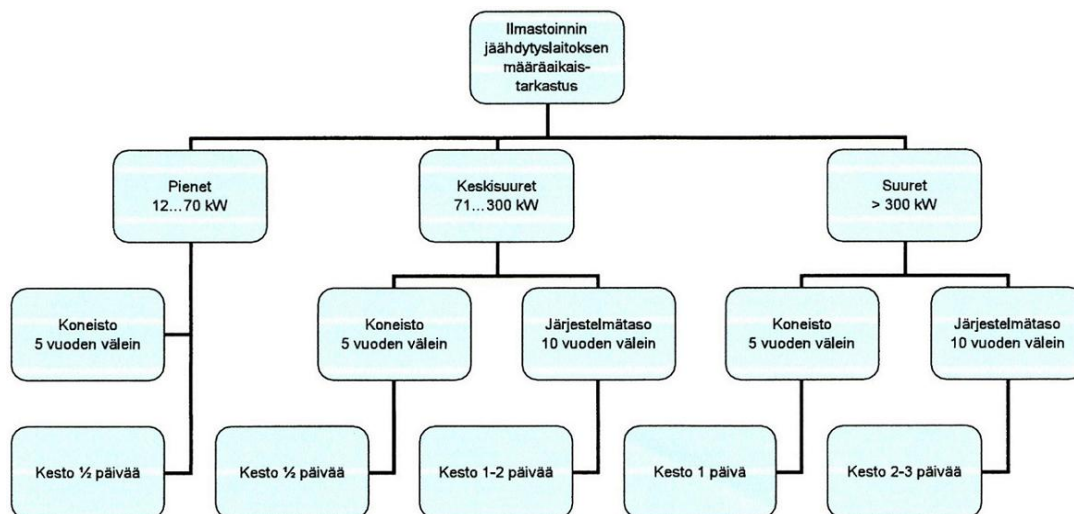 Ilmastoinnin
jäähdytyslaitoksen
määräaikais-
tarkastus
Pienet
12...70 kW
Keskisuuret
71...300 kW
Suuret
> 300 kW
Koneisto
5 vuoden välein
Koneisto
5 vuoden välein
Järjestelmätaso
10 vuoden välein
Koneisto
5 vuoden välein
Järjestelmätaso
10 vuoden välein
Kesto ½ päivää
Kesto ½ päivää
Kesto 1-2 päivää
Kesto 1 päivä
Kesto 2-3 päivää